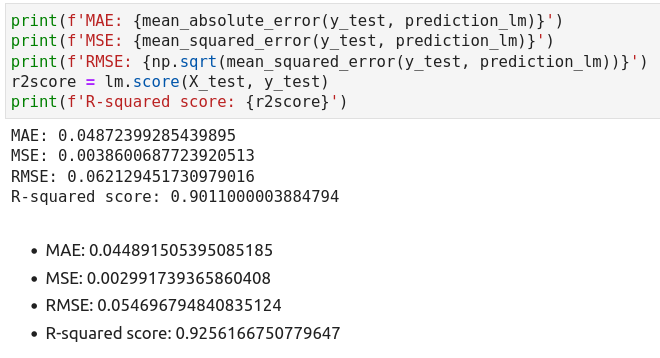 print(f'MAE: {mean_absolute_error(y_test, prediction_lm)}')
print(f'MSE: {mean_squared_error(y_test, prediction_lm)}')
print(f'RMSE: {np.sqrt(mean_squared_error(y_test, prediction_lm))}')
r2score = lm.score(X_test, y_test)
print(f'R-squared score: {r2score}')
MAE: 0.04872399285439895
MSE: 0.0038600687723920513
RMSE: 0.062129451730979016
R-squared score: 0.9011000003884794
• MAE: 0.044891505395085185
• MSE: 0.002991739365860408
• RMSE: 0.054696794840835124
• R-squared score: 0.9256166750779647